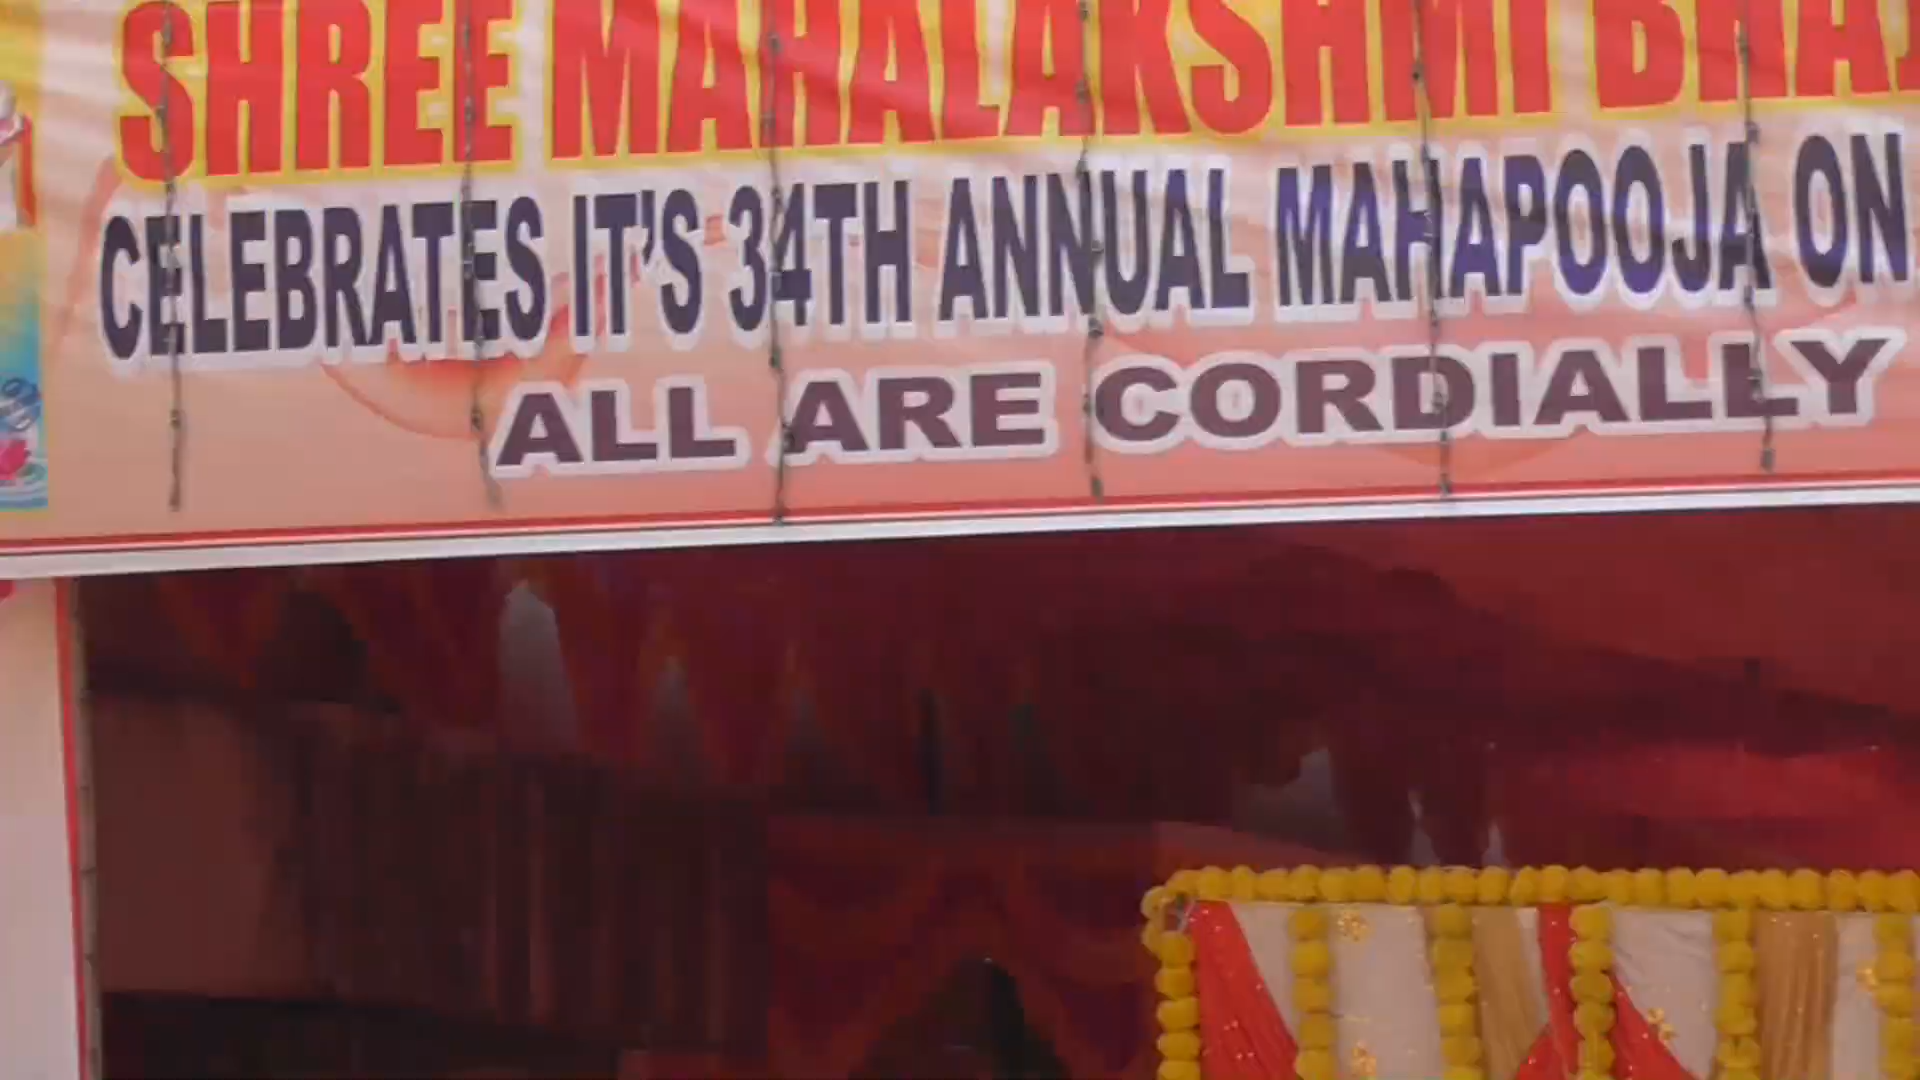 SHREE MAHALAKSHMI
CELEBRATES IT'S 34TH ANNUAL MAHAPOOJA ON
ALL ARE CORDIALLY